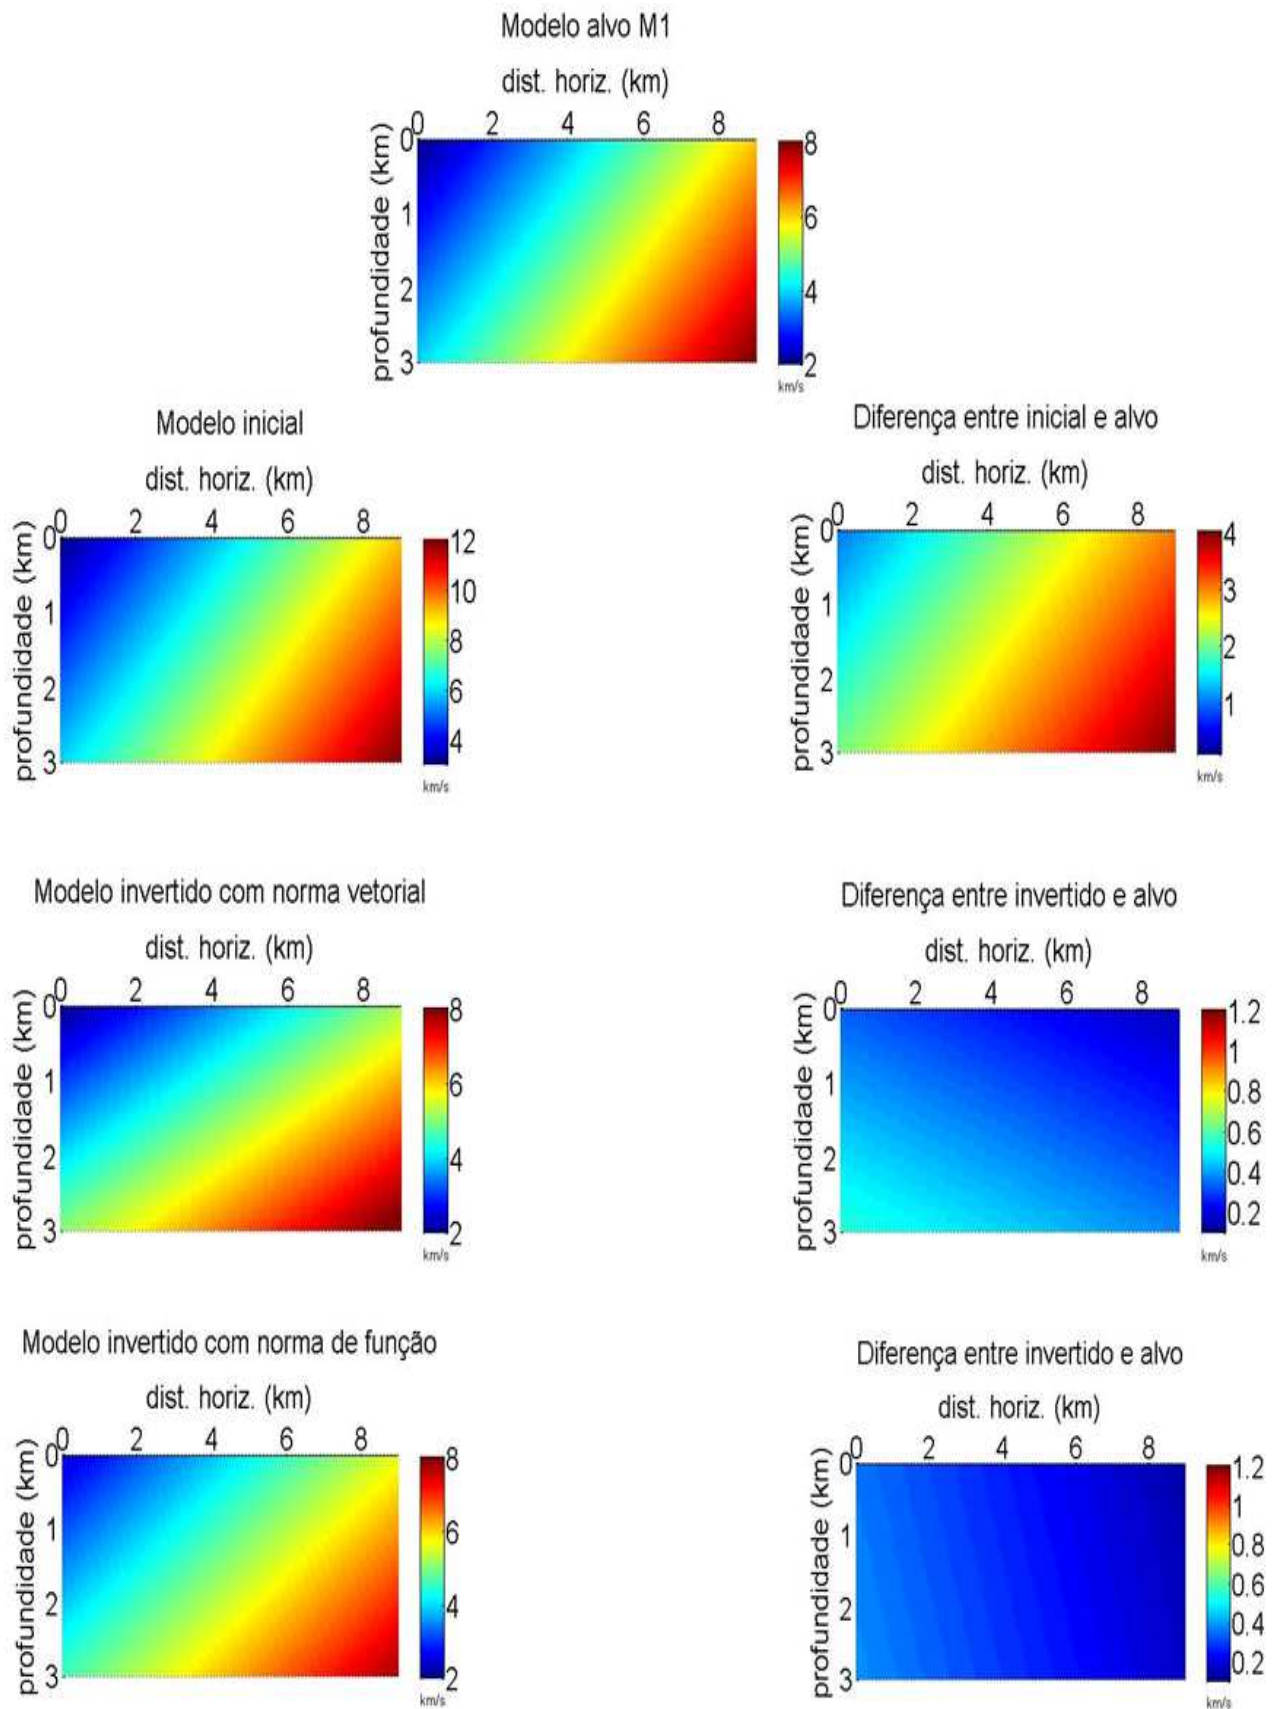 Modelo alvo M1
dist. horiz. (km)
0 2 4 6 8
profundidade (km)
0
1
2
3
8
6
4
2
km/s
Modelo inicial
dist. horiz. (km)
0 2 4 6 8
profundidade (km)
0
1
2
3
12
10
8
6
4
km/s
Diferença entre inicial e alvo
dist. horiz. (km)
0 2 4 6 8
profundidade (km)
0
1
2
3
4
3
2
1
km/s
Modelo invertido com norma vetorial
dist. horiz. (km)
0 2 4 6 8
profundidade (km)
0
1
2
3
8
6
4
2
km/s
Diferença entre invertido e alvo
dist. horiz. (km)
0 2 4 6 8
profundidade (km)
0
1
2
3
1.2
1
0.8
0.6
0.4
0.2
km/s
Modelo invertido com norma de função
dist. horiz. (km)
0 2 4 6 8
profundidade (km)
0
1
2
3
8
6
4
2
km/s
Diferença entre invertido e alvo
dist. horiz. (km)
0 2 4 6 8
profundidade (km)
0
1
2
3
1.2
1
0.8
0.6
0.4
0.2
km/s